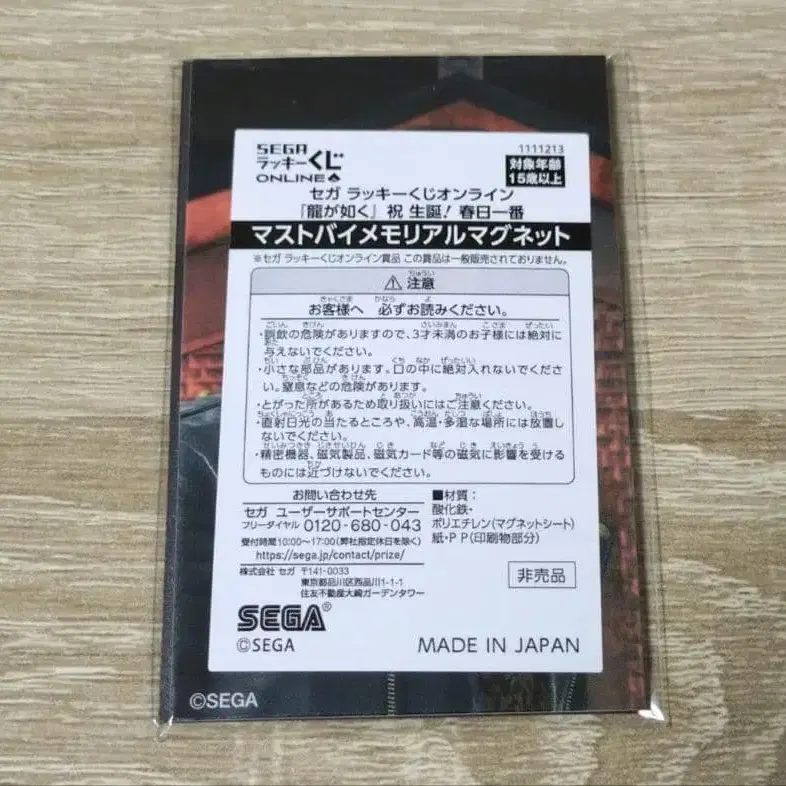 SEGA
ラッキーくじ
ONLINE♠
1111213
対象年齢
15歳以上
セガ ラッキーくじオンライン
『龍が如く』祝 生誕! 春日一番
マストバイメモリアルマグネット
※セガ ラッキーくじオンライン賞品 この賞品は一般販売されておりません。
⚠注意
お客様へ 必ずお読みください。
・誤飲の危険がありますので、3才未満のお子様には絶対に
与えないでください。
・小さな部品があります。口の中に絶対入れないでくださ
い。窒息などの危険があります。
・とがった所があるため取り扱いにはご注意ください。
・直射日光の当たるところや、高温・多湿な場所には放置し
ないでください。
・精密機器、磁気製品、磁気カード等の磁気に影響を受ける
ものには近づけないでください。
お問い合わせ先
セガ ユーザーサポートセンター
フリーダイヤル 0120-680-043
受付時間10:00～17:00(弊社指定休日を除く)
https://sega.jp/contact/prize/
株式会社 セガ 〒141-0033
東京都品川区西品川1-1-1
住友不動産大崎ガーデンタワー
■材質：
酸化鉄・
ポリエチレン(マグネットシート)
紙・PP(印刷物部分)
非売品
SEGA®
©SEGA
MADE IN JAPAN
©SEGA